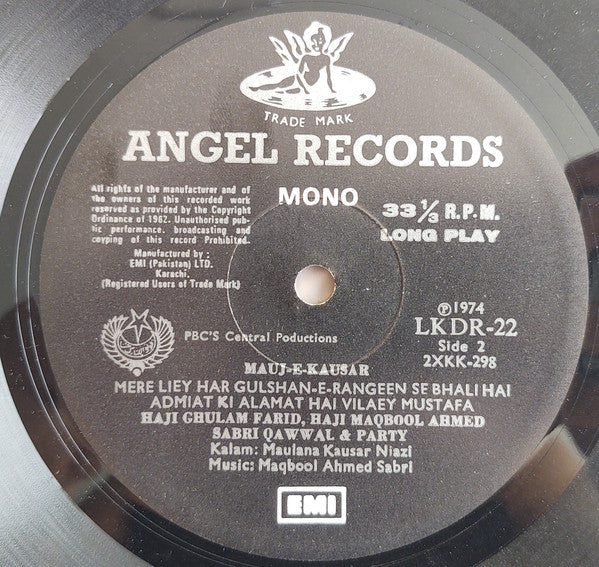 TRADE MARK
ANGEL RECORDS
All rights of the manufacturer and of
the owners of this recorded work
reserved as provided by the Copyright
Ordinance of 1962. Unauthorised pub-
lic performance, broadcasting and
corying of this record Prohibited.
Manufactured by :
EMI (Pakistan) LTD.
Karachi.
(Registered Users of Trade Mark)
MONO
33 1/3 R.P.M.
LONG PLAY
℗1974
LKDR-22
Side 2
2XKK-298
PBC'S Central Poductions
MAUJ-E-KAUSAR
MERE LIEY HAR GULSHAN-E-RANGEEN SE BHALI HAI
ADMIAT KI ALAMAT HAI VILAEY MUSTAFA
HAJI GHULAM FARID, HAJI MAQBOOL AHMED
SABRI QAWWAL & PARTY
Kalam: Maulana Kausar Niazi
Music: Maqbool Ahmed Sabri
EMI